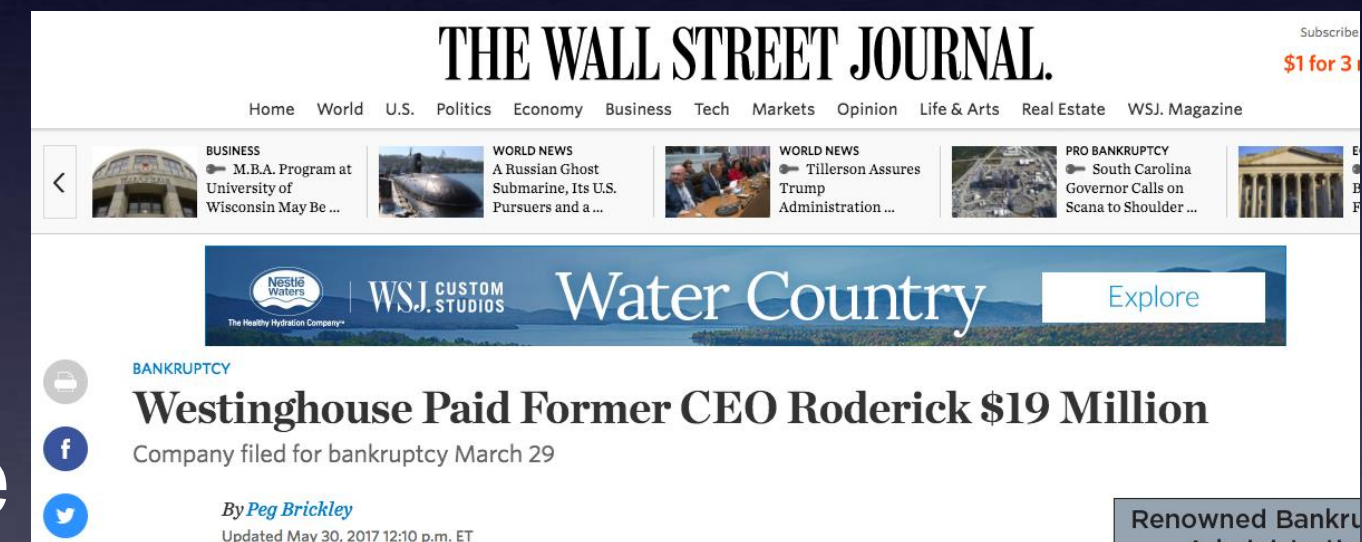 THE WALL STREET JOURNAL.
Subscribe
$1 for 3
Home World U.S. Politics Economy Business Tech Markets Opinion Life & Arts Real Estate WSJ. Magazine
BUSINESS
M.B.A. Program at
University of
Wisconsin May Be ...
WORLD NEWS
A Russian Ghost
Submarine, Its U.S.
Pursuers and a ...
WORLD NEWS
Tillerson Assures
Trump
Administration ...
PRO BANKRUPTCY
South Carolina
Governor Calls on
Scana to Shoulder ...
Nestlé
Waters
The Healthy Hydration Company™
WSJ. CUSTOM
STUDIOS
Water Country
Explore
BANKRUPTCY
Westinghouse Paid Former CEO Roderick $19 Million
Company filed for bankruptcy March 29
By Peg Brickley
Updated May 30, 2017 12:10 p.m. ET
Renowned